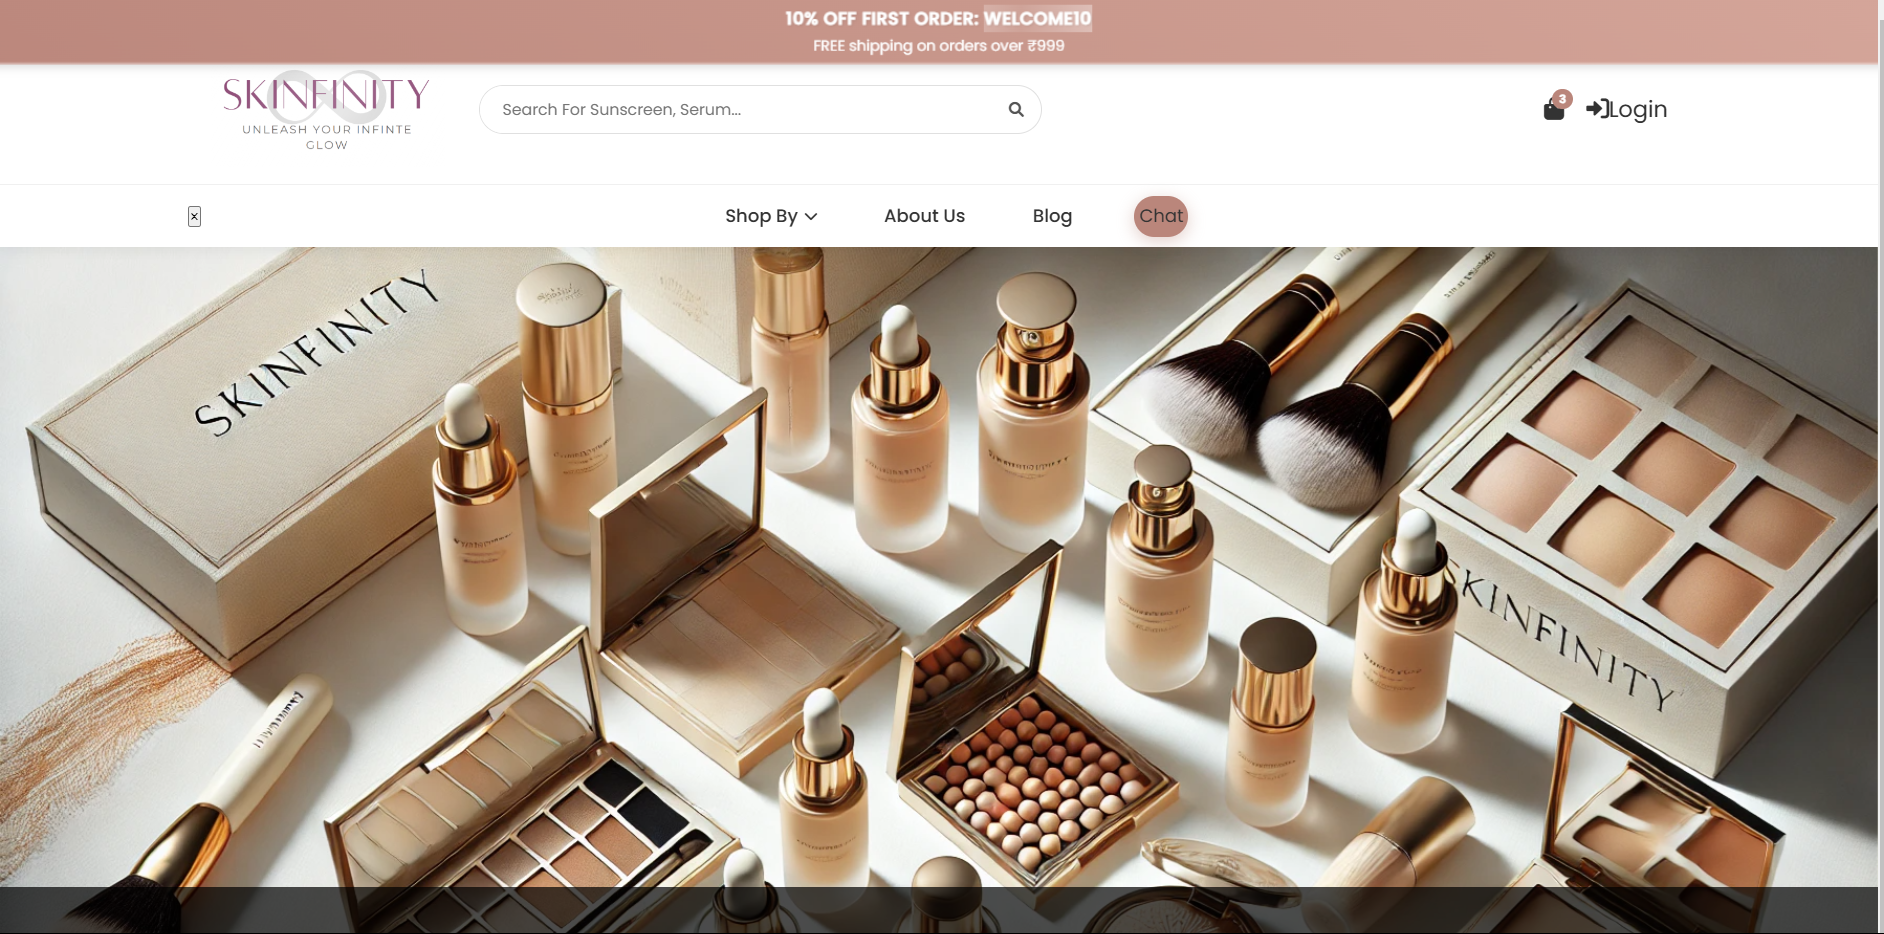 10% OFF FIRST ORDER: WELCOME10
FREE shipping on orders over ₹999
SKINFINITY
UNLEASH YOUR INFINTE
GLOW
Search For Sunscreen, Serum...
3
Login
×
Shop By
About Us
Blog
Chat
SKINFINITY
SKINFINITY